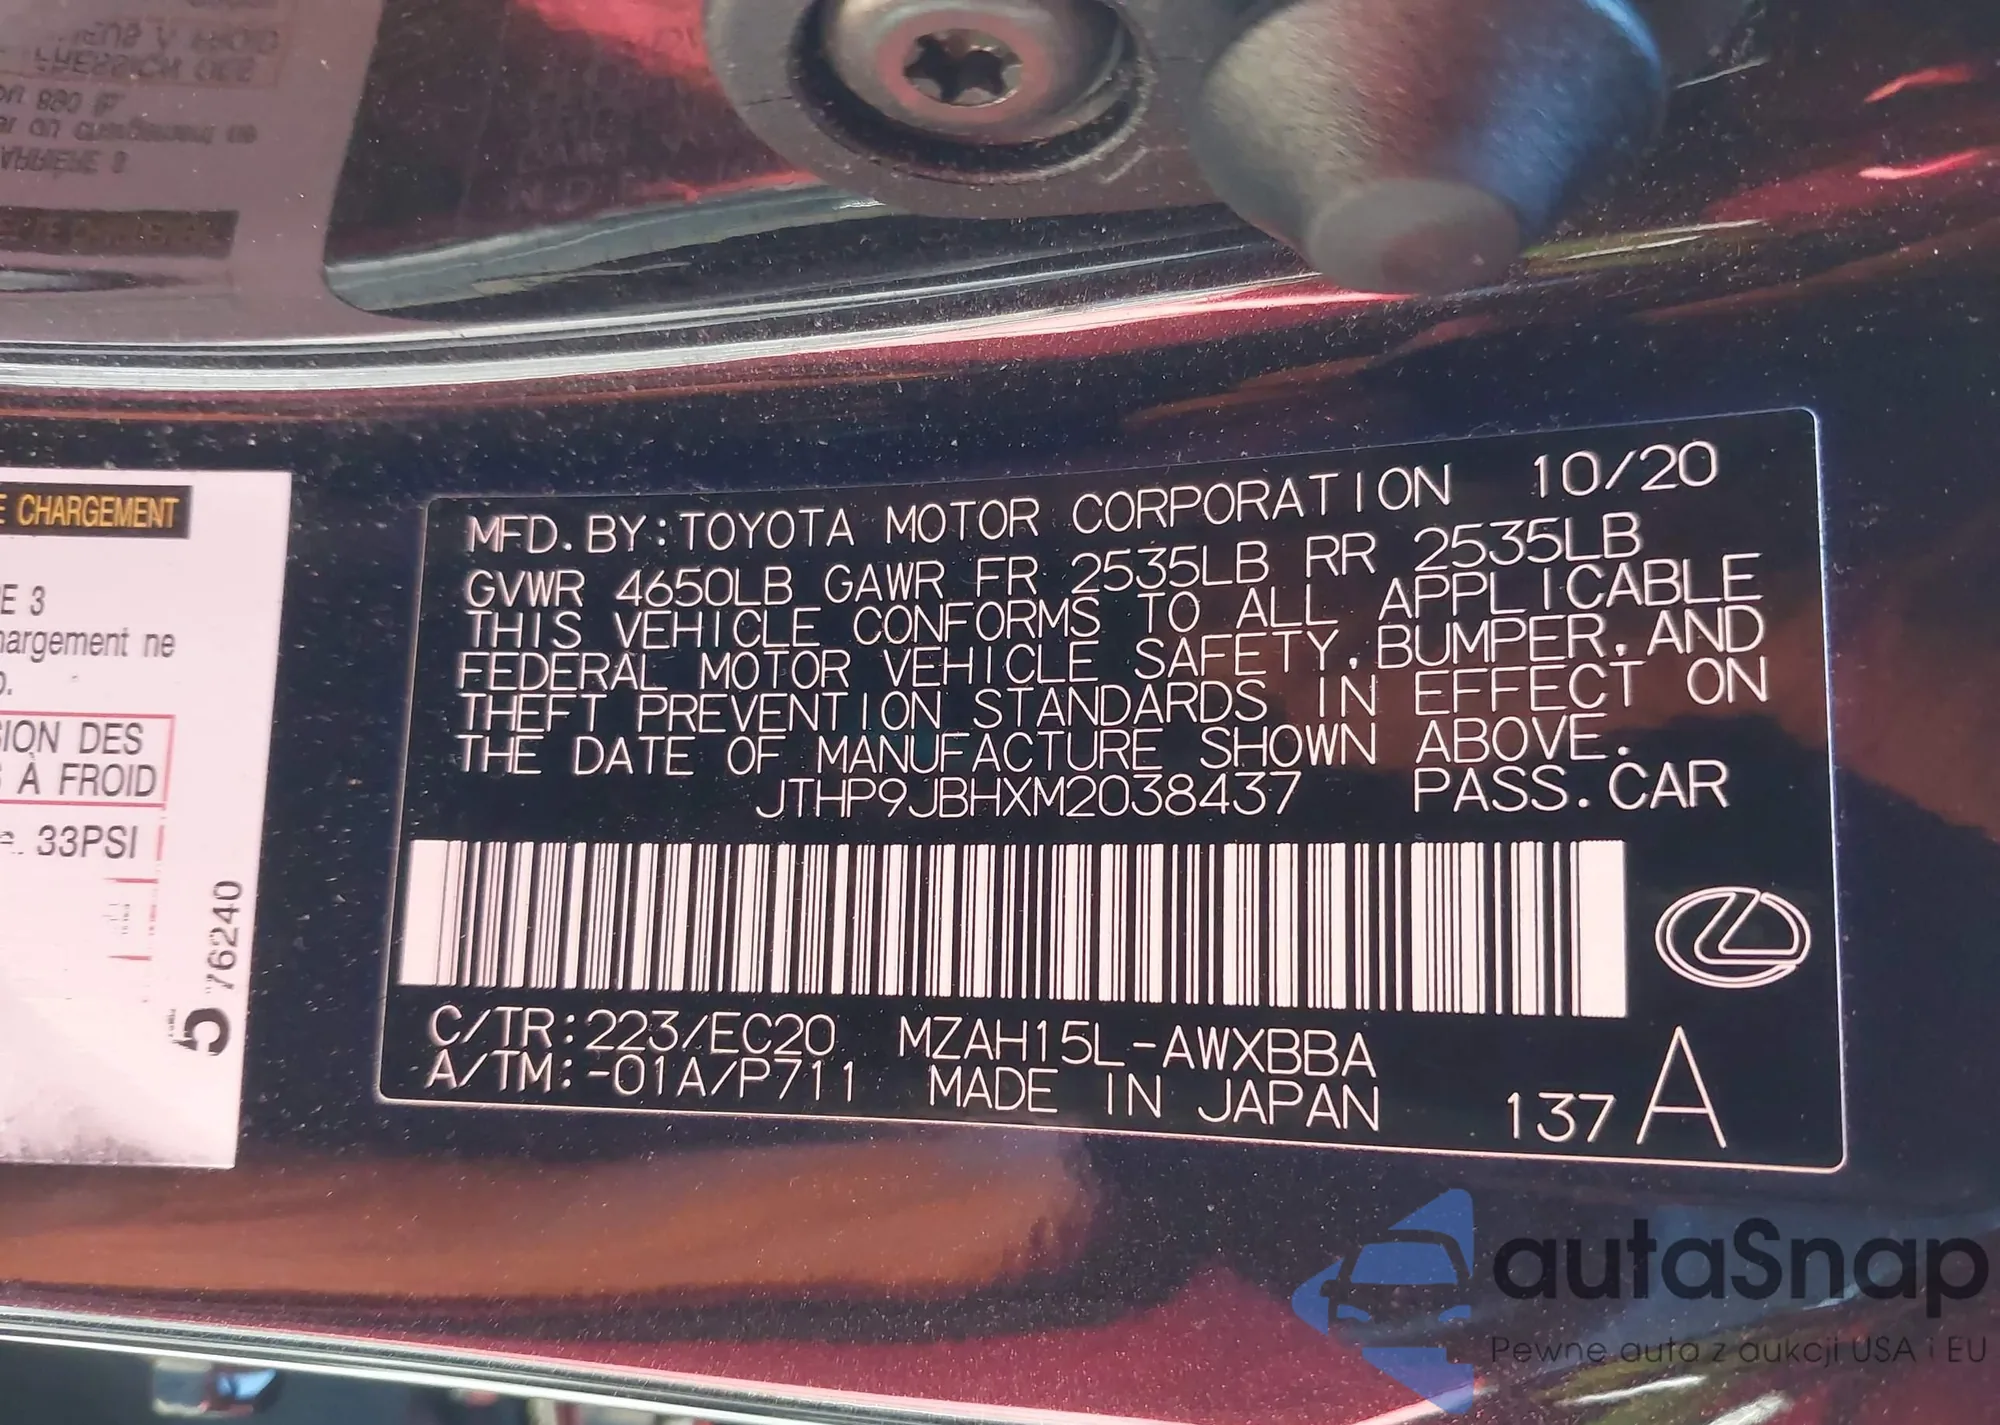 E CHARGEMENT
E 3
hargement ne
SION DES
À FROID
33PSI
76240
5
MFD. BY:TOYOTA MOTOR CORPORATION 10/20
GVWR 4650LB GAWR FR 2535LB RR 2535LB
THIS VEHICLE CONFORMS TO ALL APPLICABLE
FEDERAL MOTOR VEHICLE SAFETY, BUMPER, AND
THEFT PREVENTION STANDARDS IN EFFECT ON
THE DATE OF MANUFACTURE SHOWN ABOVE.
JTHP9JBHXM2038437 PASS. CAR
C/TR:223/EC20 MZAH15L-AWXBBA
A/TM:-01A/P711 MADE IN JAPAN 137 A
autaSnap
Pewne auta z aukcji USA i EU